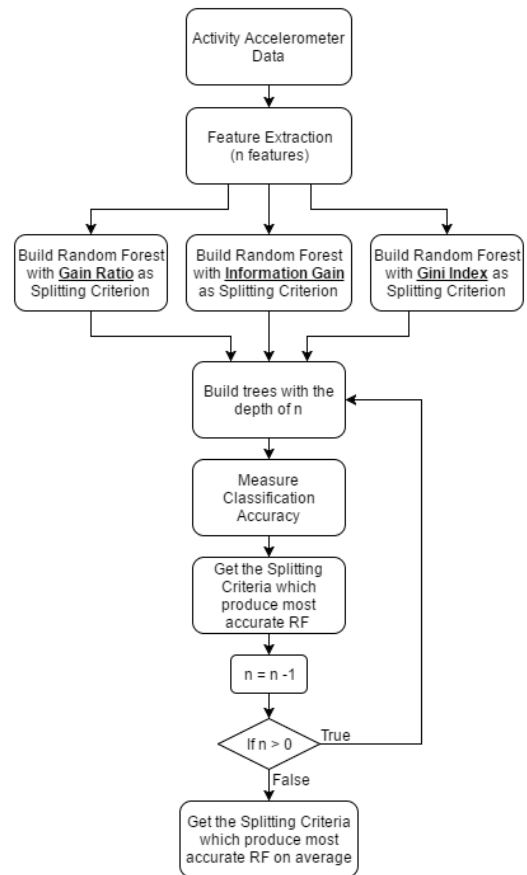 Activity Accelerometer
Data
Feature Extraction
(n features)
Build Random Forest
with Gain Ratio as
Splitting Criterion
Build Random Forest
with Information Gain
as Splitting Criterion
Build Random Forest
with Gini Index as
Splitting Criterion
Build trees with the
depth of n
Measure
Classification
Accuracy
Get the Splitting
Criteria which
produce most
accurate RF
n = n -1
If n > 0
True
False
Get the Splitting Criteria
which produce most
accurate RF on average